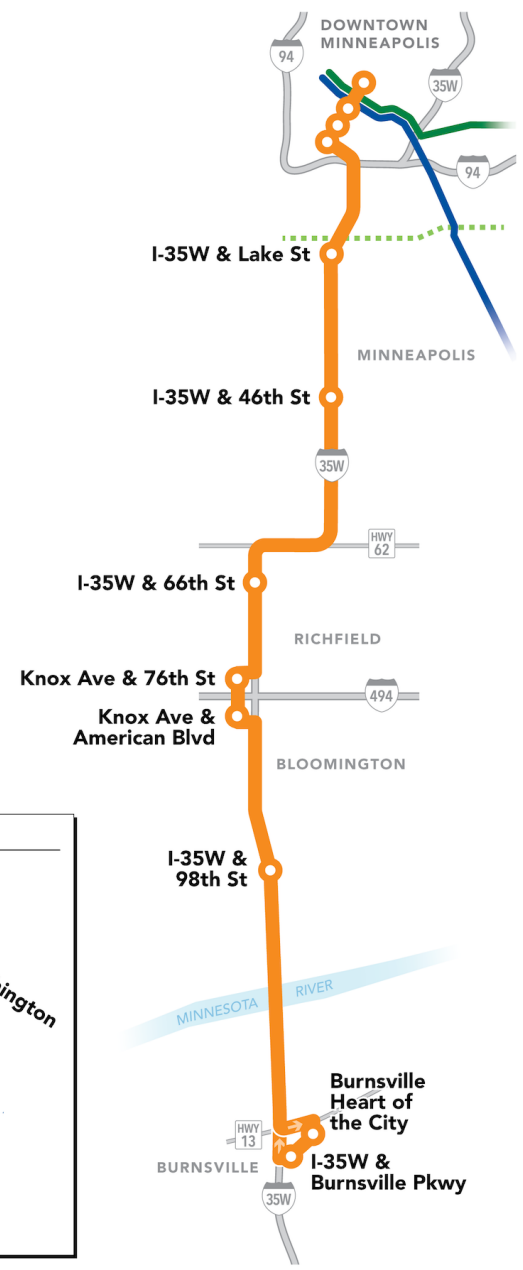 DOWNTOWN
MINNEAPOLIS
94
35W
94
I-35W & Lake St
MINNEAPOLIS
I-35W & 46th St
35W
HWY
62
I-35W & 66th St
RICHFIELD
Knox Ave & 76th St
494
Knox Ave &
American Blvd
BLOOMINGTON
I-35W &
98th St
ington
MINNESOTA RIVER
Burnsville
Heart of
the City
HWY
13
BURNSVILLE
I-35W &
Burnsville Pkwy
35W